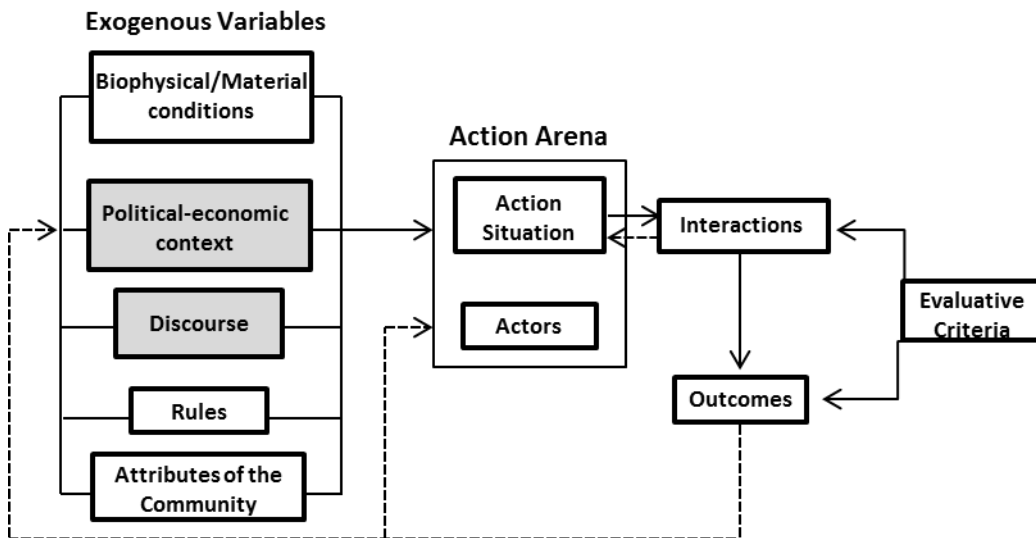 Exogenous Variables
Biophysical/Material
conditions
Political-economic
context
Discourse
Rules
Attributes of the
Community
Action Arena
Action
Situation
Actors
Interactions
Outcomes
Evaluative
Criteria